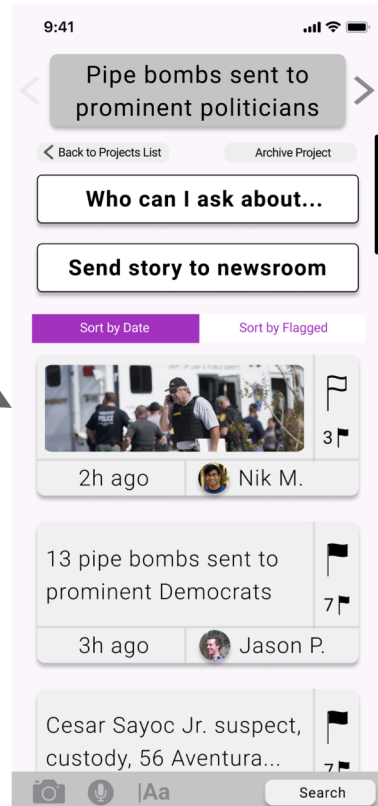 9:41
Pipe bombs sent to
prominent politicians
Back to Projects List
Archive Project
Who can I ask about...
Send story to newsroom
Sort by Date
Sort by Flagged
3
2h ago
Nik M.
13 pipe bombs sent to
prominent Democrats
7
3h ago
Jason P.
Cesar Sayoc Jr. suspect,
custody, 56 Aventura...
7
|Aa
Search